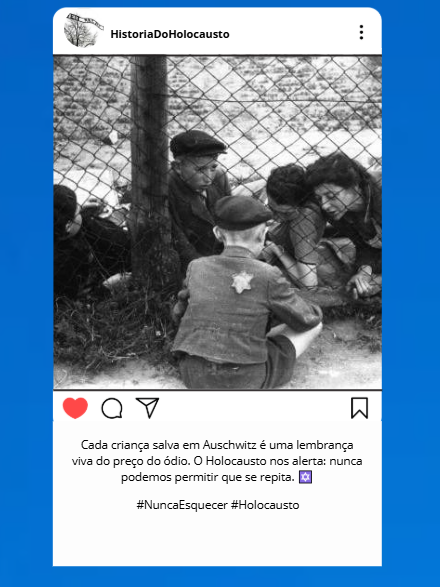 HistoriaDoHolocausto
Cada criança salva em Auschwitz é uma lembrança
viva do preço do ódio. O Holocausto nos alerta: nunca
podemos permitir que se repita. 🔯
#NuncaEsquecer #Holocausto